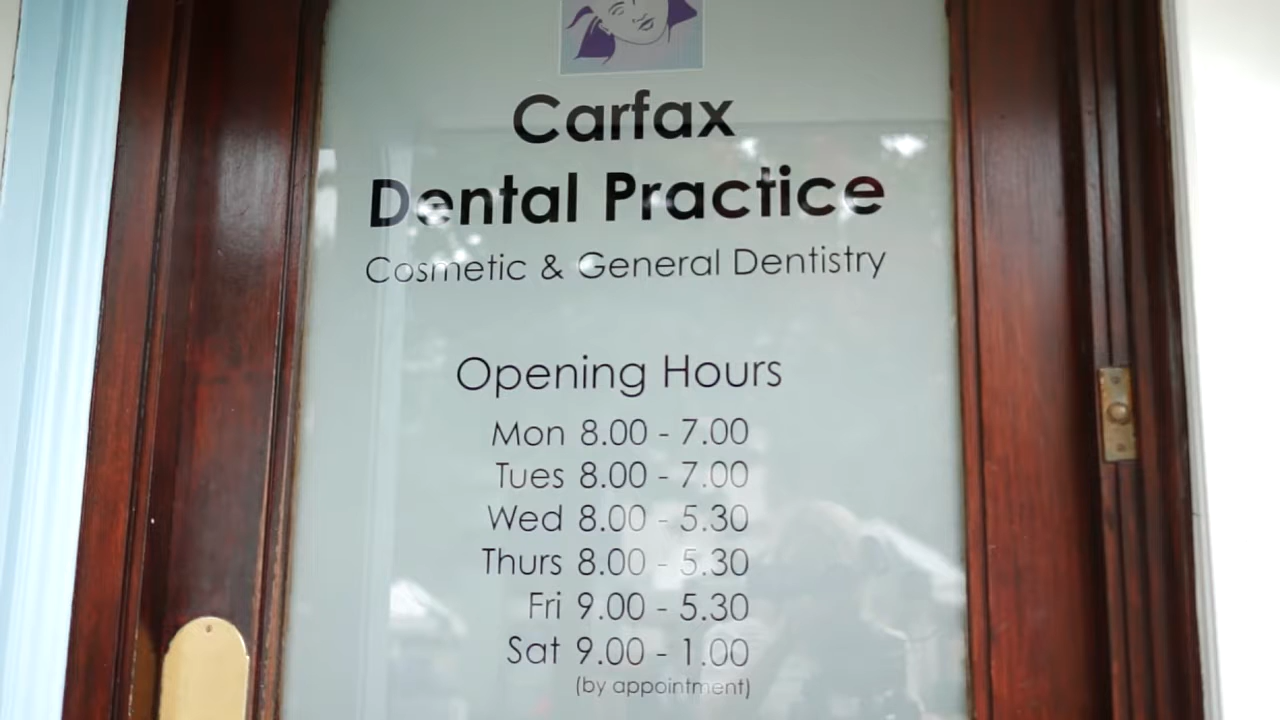 Carfax
Dental Practice
Cosmetic & General Dentistry
Opening Hours
Mon 8.00 - 7.00
Tues 8.00 - 7.00
Wed 8.00 - 5.30
Thurs 8.00 - 5.30
Fri 9.00 - 5.30
Sat 9.00 - 1.00
(by appointment)